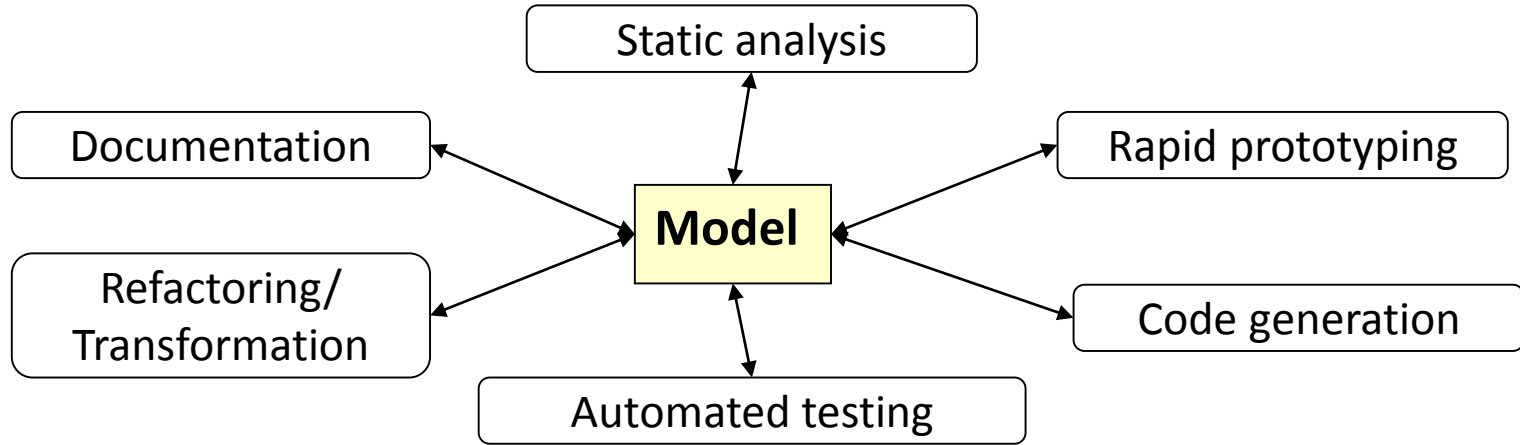 Static analysis
Documentation
Rapid prototyping
Model
Refactoring/
Transformation
Code generation
Automated testing